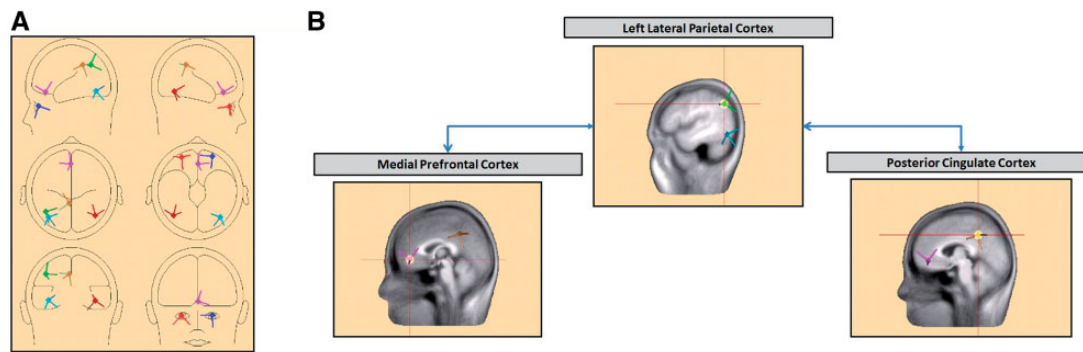 A
B
Left Lateral Parietal Cortex
Medial Prefrontal Cortex
Posterior Cingulate Cortex